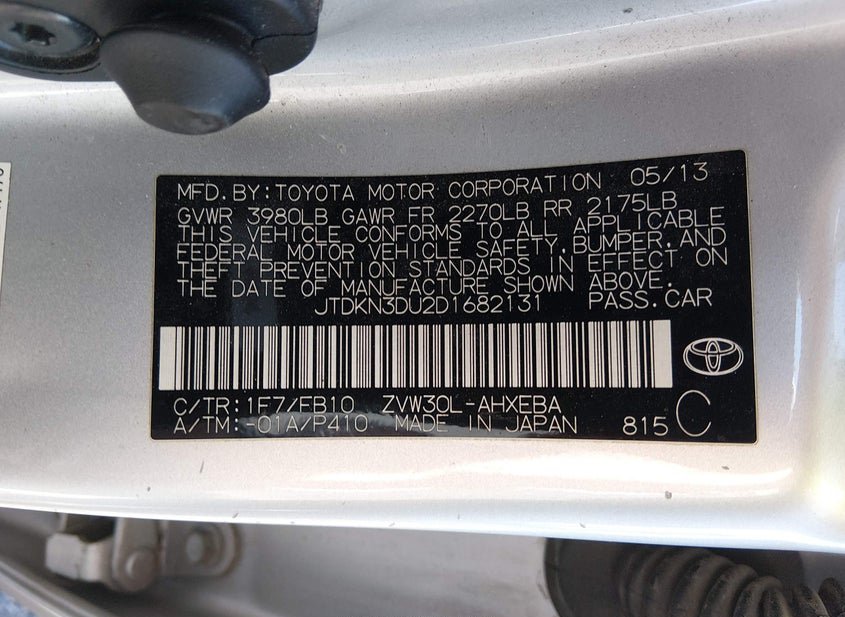 MFD.BY:TOYOTA MOTOR CORPORATION 05/13
GVWR 3980LB GAWR FR 2270LB RR 2175LB
THIS VEHICLE CONFORMS TO ALL APPLICABLE
FEDERAL MOTOR VEHICLE SAFETY,BUMPER,AND
THEFT PREVENTION STANDARDS IN EFFECT ON
THE DATE OF MANUFACTURE SHOWN ABOVE.
JTDKN3DU2D1682131 PASS.CAR
C/TR:1F7/FB10 ZVW30L-AHXEBA
A/TM:-01A/P410 MADE IN JAPAN 815 C